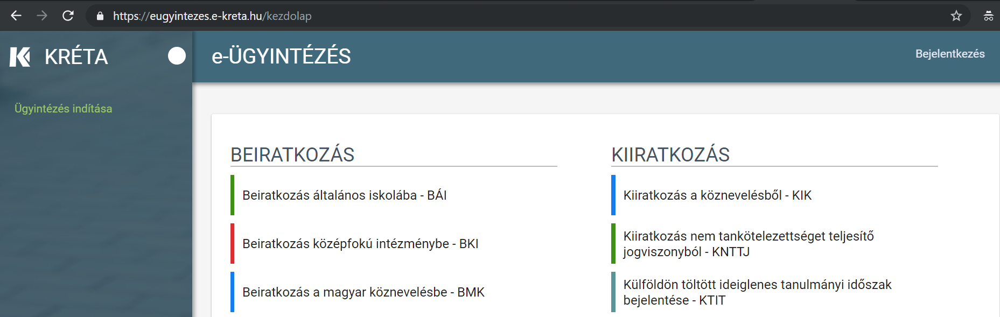 https://eugyintezes.e-kreta.hu/kezdolap
KRÉTA
e-ÜGYINTÉZÉS
Bejelentkezés
Ügyintézés indítása
BEIRATKOZÁS
Beiratkozás általános iskolába - BÁI
Beiratkozás középfokú intézménybe - BKI
Beiratkozás a magyar köznevelésbe - BMK
KIIRATKOZÁS
Kiiratkozás a köznevelésből - KIK
Kiiratkozás nem tankötelezettséget teljesítő
jogviszonyból - KNTTJ
Külföldön töltött ideiglenes tanulmányi időszak
bejelentése - KTIT